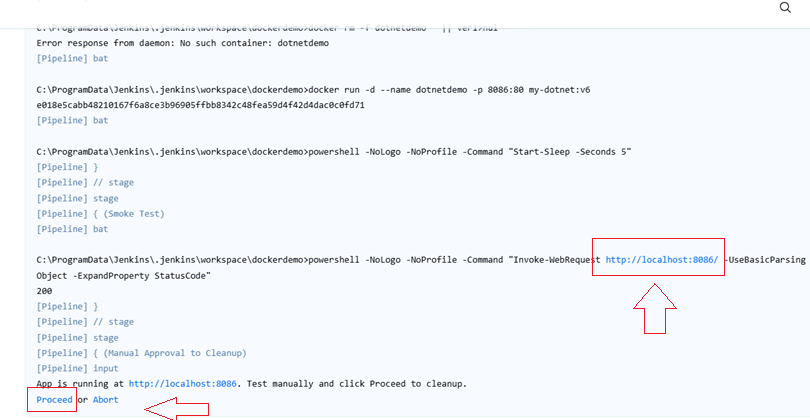 C:\ProgramData\Jenkins\.jenkins\workspace\dockerdemo>docker rm -f dotnetdemo || ver1>nul
Error response from daemon: No such container: dotnetdemo
[Pipeline] bat
C:\ProgramData\Jenkins\.jenkins\workspace\dockerdemo>docker run -d --name dotnetdemo -p 8086:80 my-dotnet:v6
e018e5cabb48210167f6a8ce3b96905ffbb8342c48fea59d4f42d4dac0c0fd71
[Pipeline] bat
C:\ProgramData\Jenkins\.jenkins\workspace\dockerdemo>powershell -NoLogo -NoProfile -Command "Start-Sleep -Seconds 5"
[Pipeline] }
[Pipeline] // stage
[Pipeline] stage
[Pipeline] { (Smoke Test)
[Pipeline] bat
C:\ProgramData\Jenkins\.jenkins\workspace\dockerdemo>powershell -NoLogo -NoProfile -Command "Invoke-WebRequest http://localhost:8086/ -UseBasicParsing
Object -ExpandProperty StatusCode"
200
[Pipeline] }
[Pipeline] // stage
[Pipeline] stage
[Pipeline] { (Manual Approval to Cleanup)
[Pipeline] input
App is running at http://localhost:8086. Test manually and click Proceed to cleanup.
Proceed or Abort